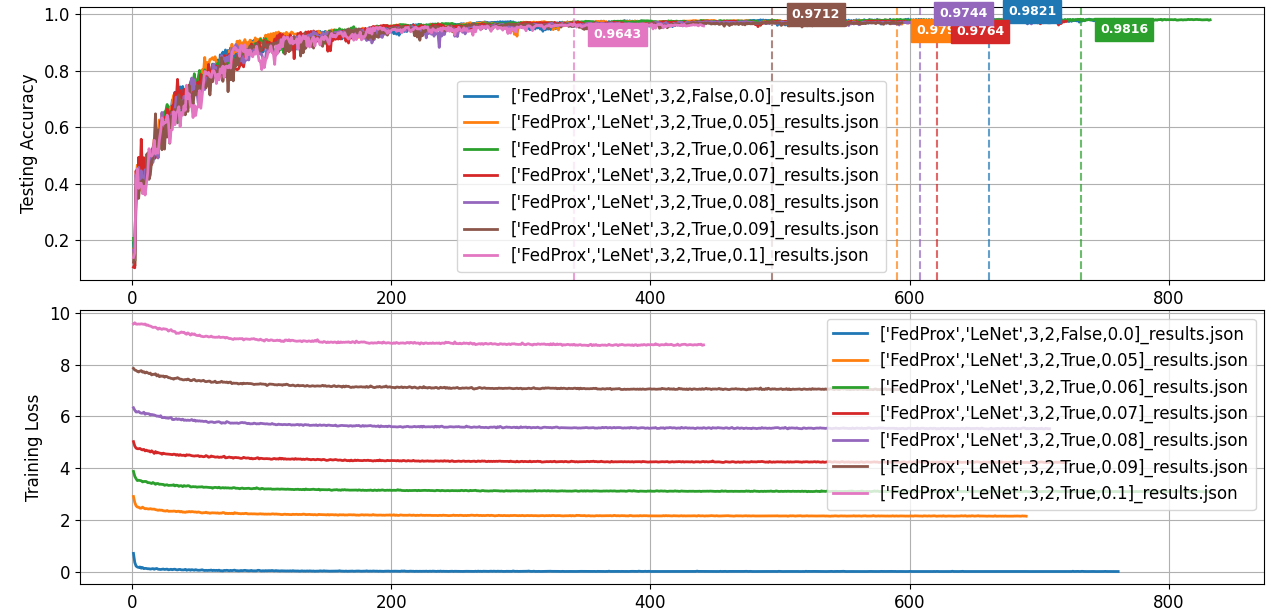 1.0
0.8
0.6
0.4
0.2
Testing Accuracy
0.9643
0.9712
0.9744
0.9764
0.9821
0.9816
['FedProx','LeNet',3,2,False,0.0]_results.json
['FedProx','LeNet',3,2,True,0.05]_results.json
['FedProx','LeNet',3,2,True,0.06]_results.json
['FedProx','LeNet',3,2,True,0.07]_results.json
['FedProx','LeNet',3,2,True,0.08]_results.json
['FedProx','LeNet',3,2,True,0.09]_results.json
['FedProx','LeNet',3,2,True,0.1]_results.json
0 200 400 600 800
10
8
6
4
2
0
Training Loss
['FedProx','LeNet',3,2,False,0.0]_results.json
['FedProx','LeNet',3,2,True,0.05]_results.json
['FedProx','LeNet',3,2,True,0.06]_results.json
['FedProx','LeNet',3,2,True,0.07]_results.json
['FedProx','LeNet',3,2,True,0.08]_results.json
['FedProx','LeNet',3,2,True,0.09]_results.json
['FedProx','LeNet',3,2,True,0.1]_results.json
0 200 400 600 800